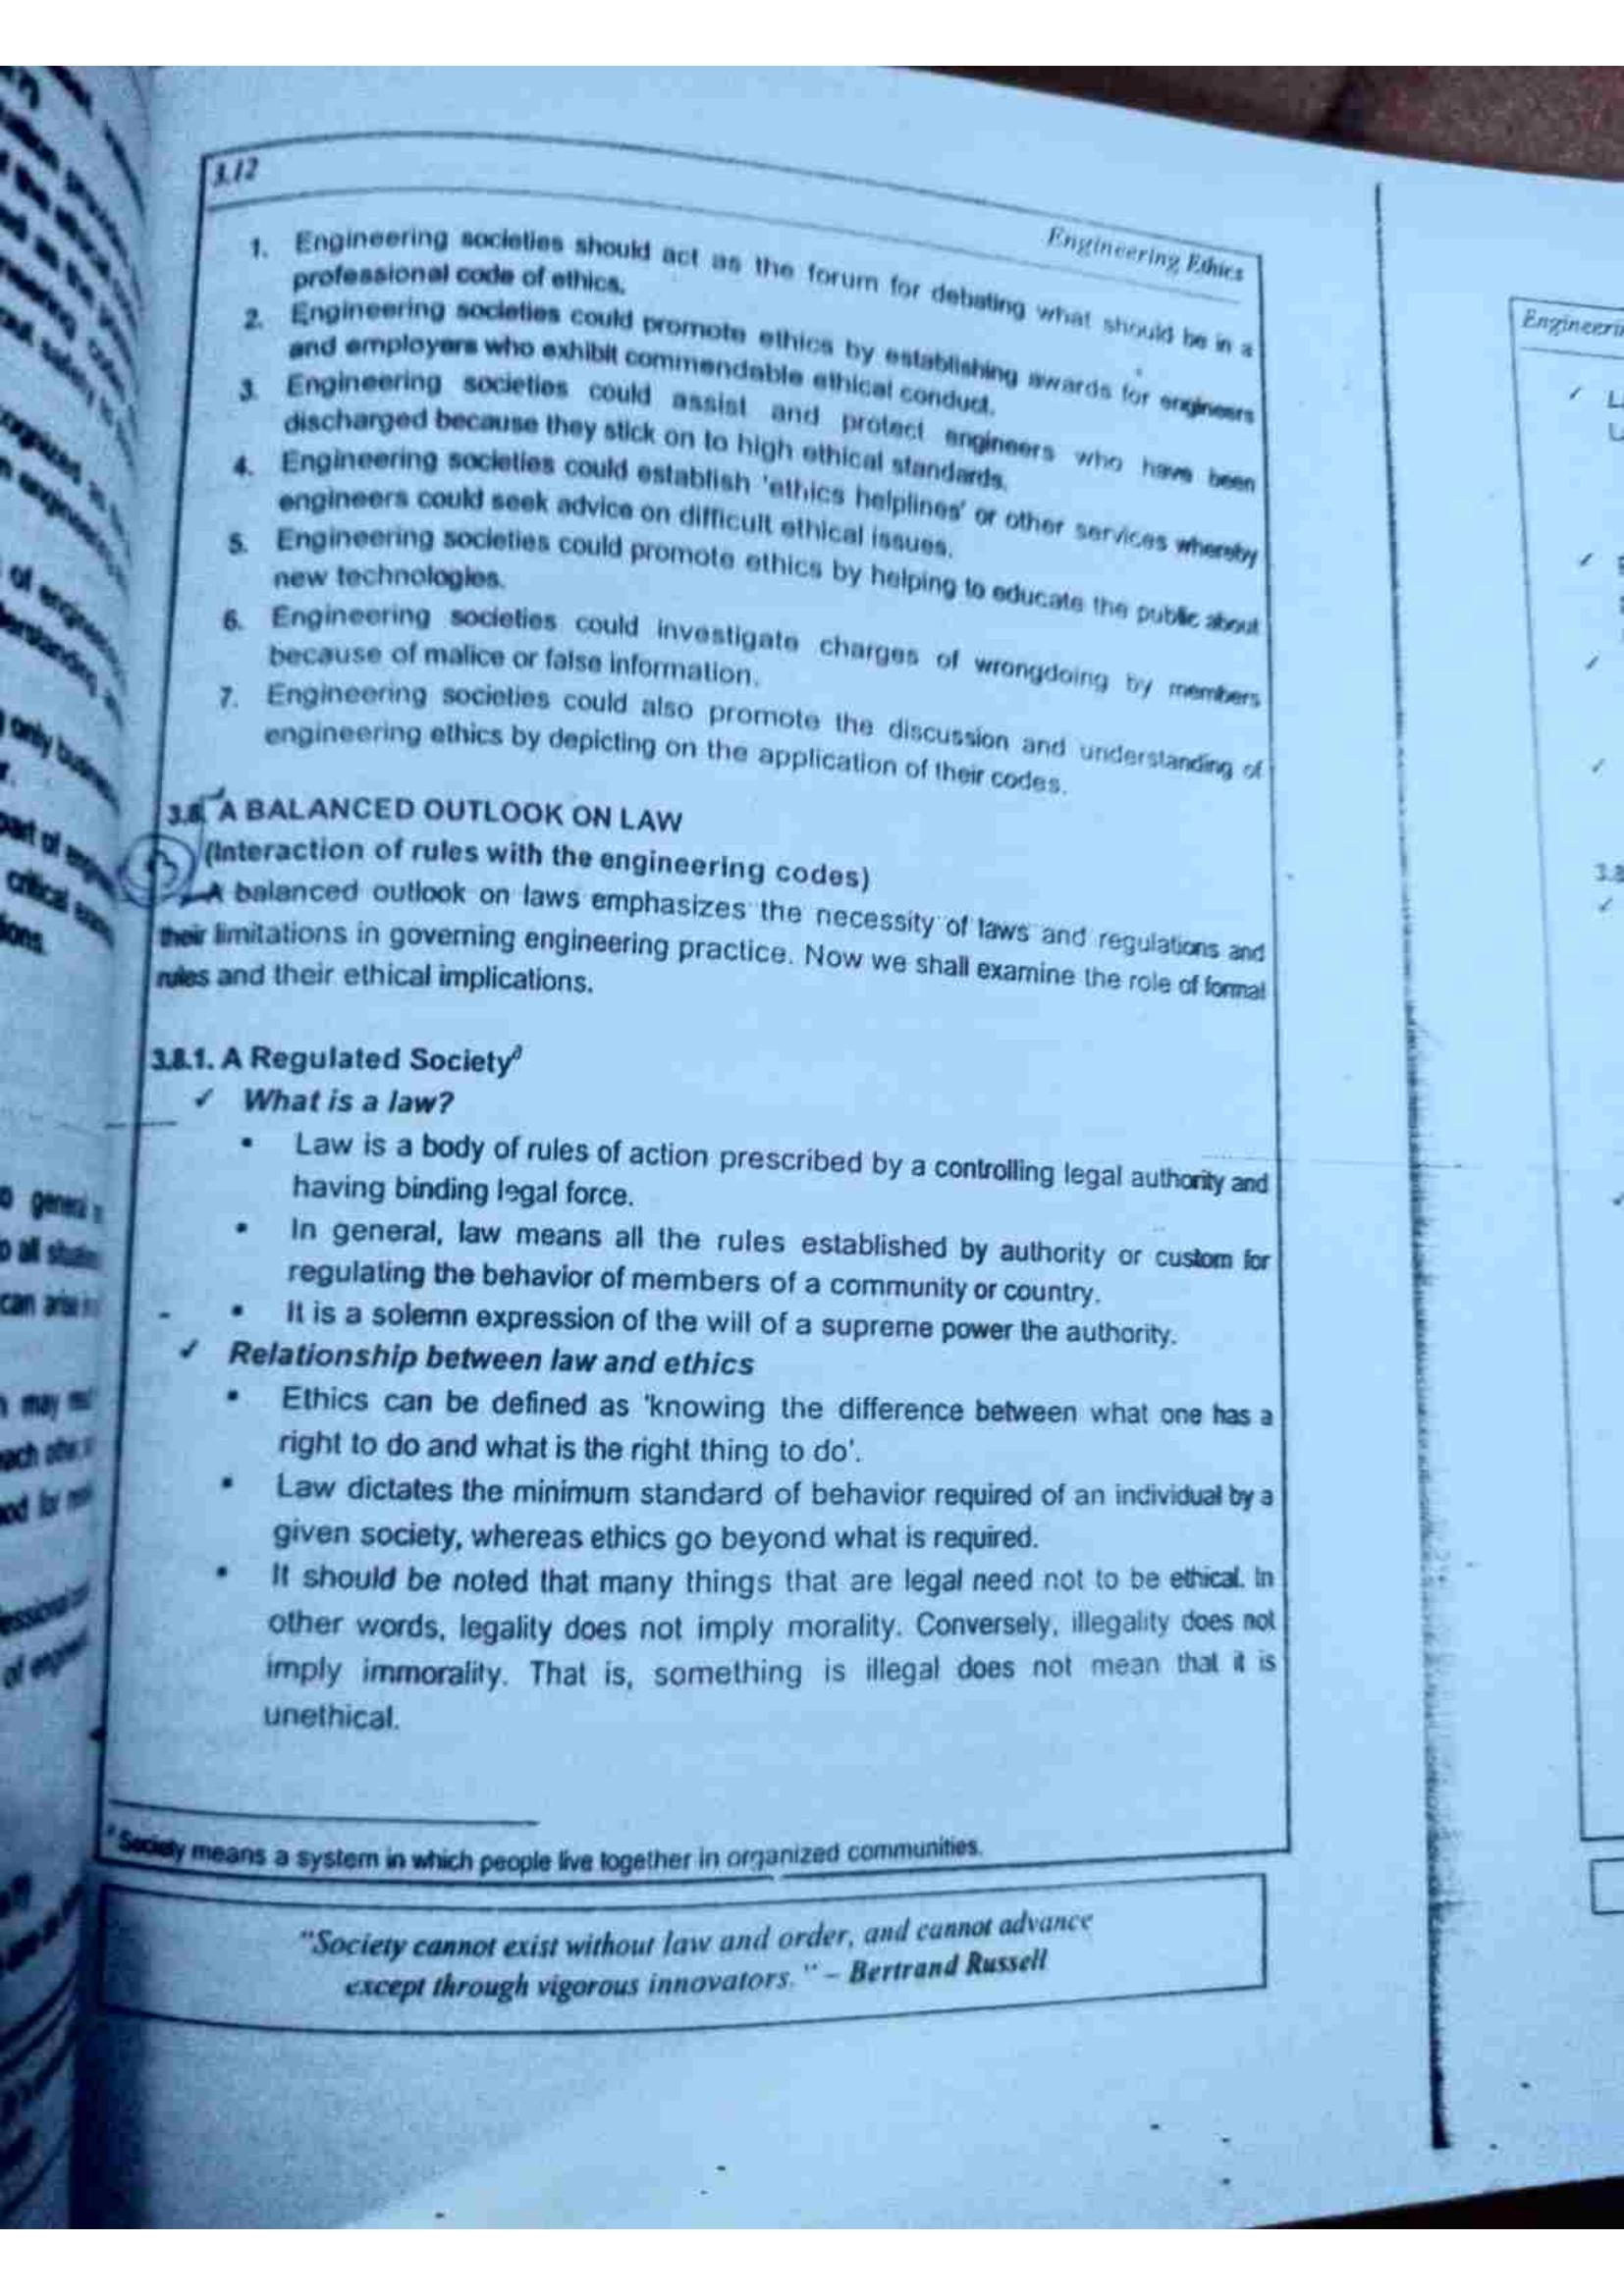 3.12
Engineering Ethics
1. Engineering societies should act as the forum for debating what should be in a
professional code of ethics.
2. Engineering societies could promote ethics by establishing awards for engineers
and employers who exhibit commendable ethical conduct.
3. Engineering societies could assist and protect engineers who have been
discharged because they stick on to high ethical standards.
4. Engineering societies could establish 'ethics helplines' or other services whereby
engineers could seek advice on difficult ethical issues.
5. Engineering societies could promote ethics by helping to educate the public about
new technologies.
6. Engineering societies could investigate charges of wrongdoing by members
because of malice or false information.
7. Engineering societies could also promote the discussion and understanding of
engineering ethics by depicting on the application of their codes.
3.8. A BALANCED OUTLOOK ON LAW
(Interaction of rules with the engineering codes)
A balanced outlook on laws emphasizes the necessity of laws and regulations and
their limitations in governing engineering practice. Now we shall examine the role of formal
rules and their ethical implications.
3.8.1. A Regulated Society
✓ What is a law?
• Law is a body of rules of action prescribed by a controlling legal authority and
having binding legal force.
• In general, law means all the rules established by authority or custom for
regulating the behavior of members of a community or country.
• It is a solemn expression of the will of a supreme power the authority.
✓ Relationship between law and ethics
• Ethics can be defined as 'knowing the difference between what one has a
right to do and what is the right thing to do'.
• Law dictates the minimum standard of behavior required of an individual by a
given society, whereas ethics go beyond what is required.
• It should be noted that many things that are legal need not to be ethical. In
other words, legality does not imply morality. Conversely, illegality does not
imply immorality. That is, something is illegal does not mean that it is
unethical.
Society means a system in which people live together in organized communities.
"Society cannot exist without law and order, and cannot advance
except through vigorous innovators." – Bertrand Russell